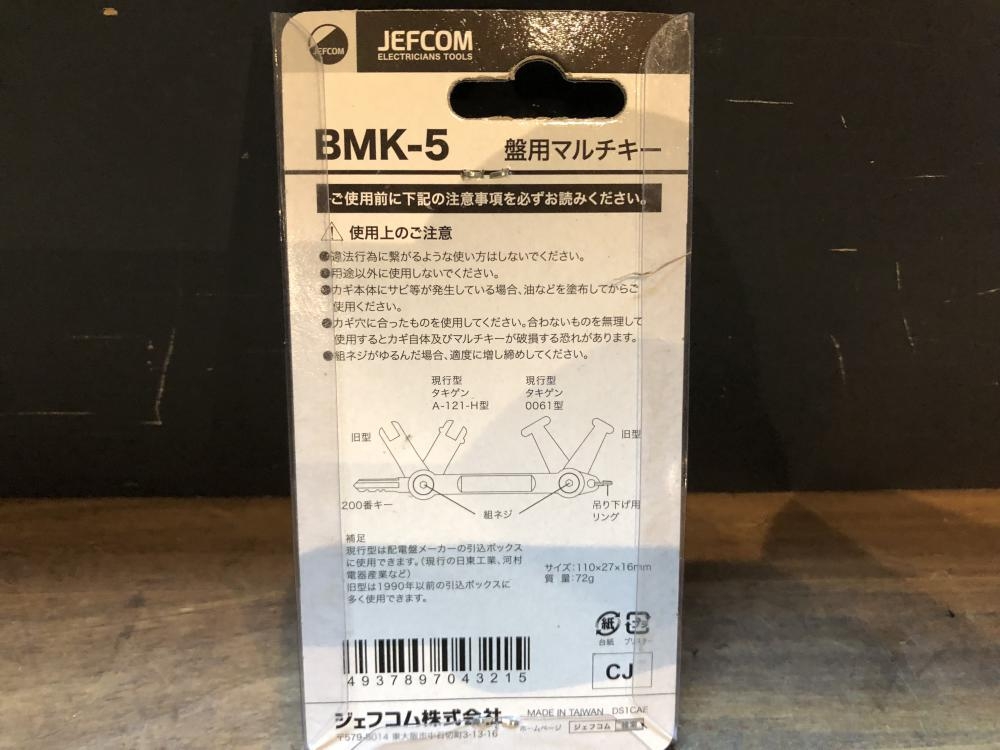 JEFCOM
JEFCOM
ELECTRICIANS TOOLS
BMK-5 盤用マルチキー
ご使用前に下記の注意事項を必ずお読みください。
使用上のご注意
●違法行為に繋がるような使い方はしないでください。
●用途以外に使用しないでください。
●カギ本体にサビ等が発生している場合、油などを塗布してからご
使用ください。
●カギ穴に合ったものを使用してください。合わないものを無理して
使用するとカギ自体及びマルチキーが破損する恐れがあります。
●組ネジがゆるんだ場合、適度に増し締めしてください。
現行型
タキゲン
A-121-H型
現行型
タキゲン
0061型
旧型
旧型
200番キー
組ネジ
吊り下げ用
リング
補足
現行型は配電盤メーカーの引込ボックス
に使用できます。(現行の日東工業、河村
電器産業など)
旧型は1990年以前の引込ボックスに
多く使用できます。
サイズ:110×27×16mm
質 量:72g
紙
台紙
プラ
4937897043215
CJ
ジェフコム株式会社
MADE IN TAIWAN DS1CAE
〒579-8014 東大阪市中石切町3-13-16
ホームページ ジェフコム 検索